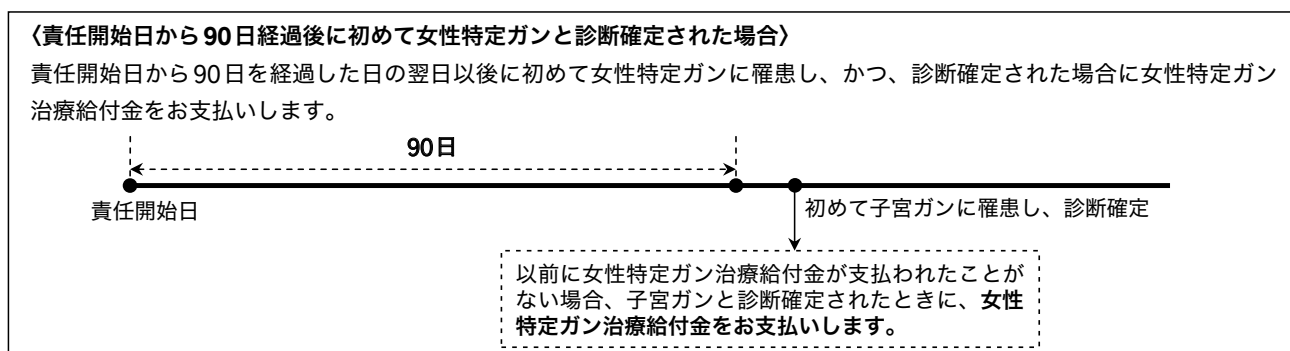 〈責任開始日から90日経過後に初めて女性特定ガンと診断確定された場合〉
責任開始日から90日を経過した日の翌日以後に初めて女性特定ガンに罹患し、かつ、診断確定された場合に女性特定ガン
治療給付金をお支払いします。
90日
責任開始日
初めて子宮ガンに罹患し、診断確定
以前に女性特定ガン治療給付金が支払われたことが
ない場合、子宮ガンと診断確定されたときに、女性
特定ガン治療給付金をお支払いします。